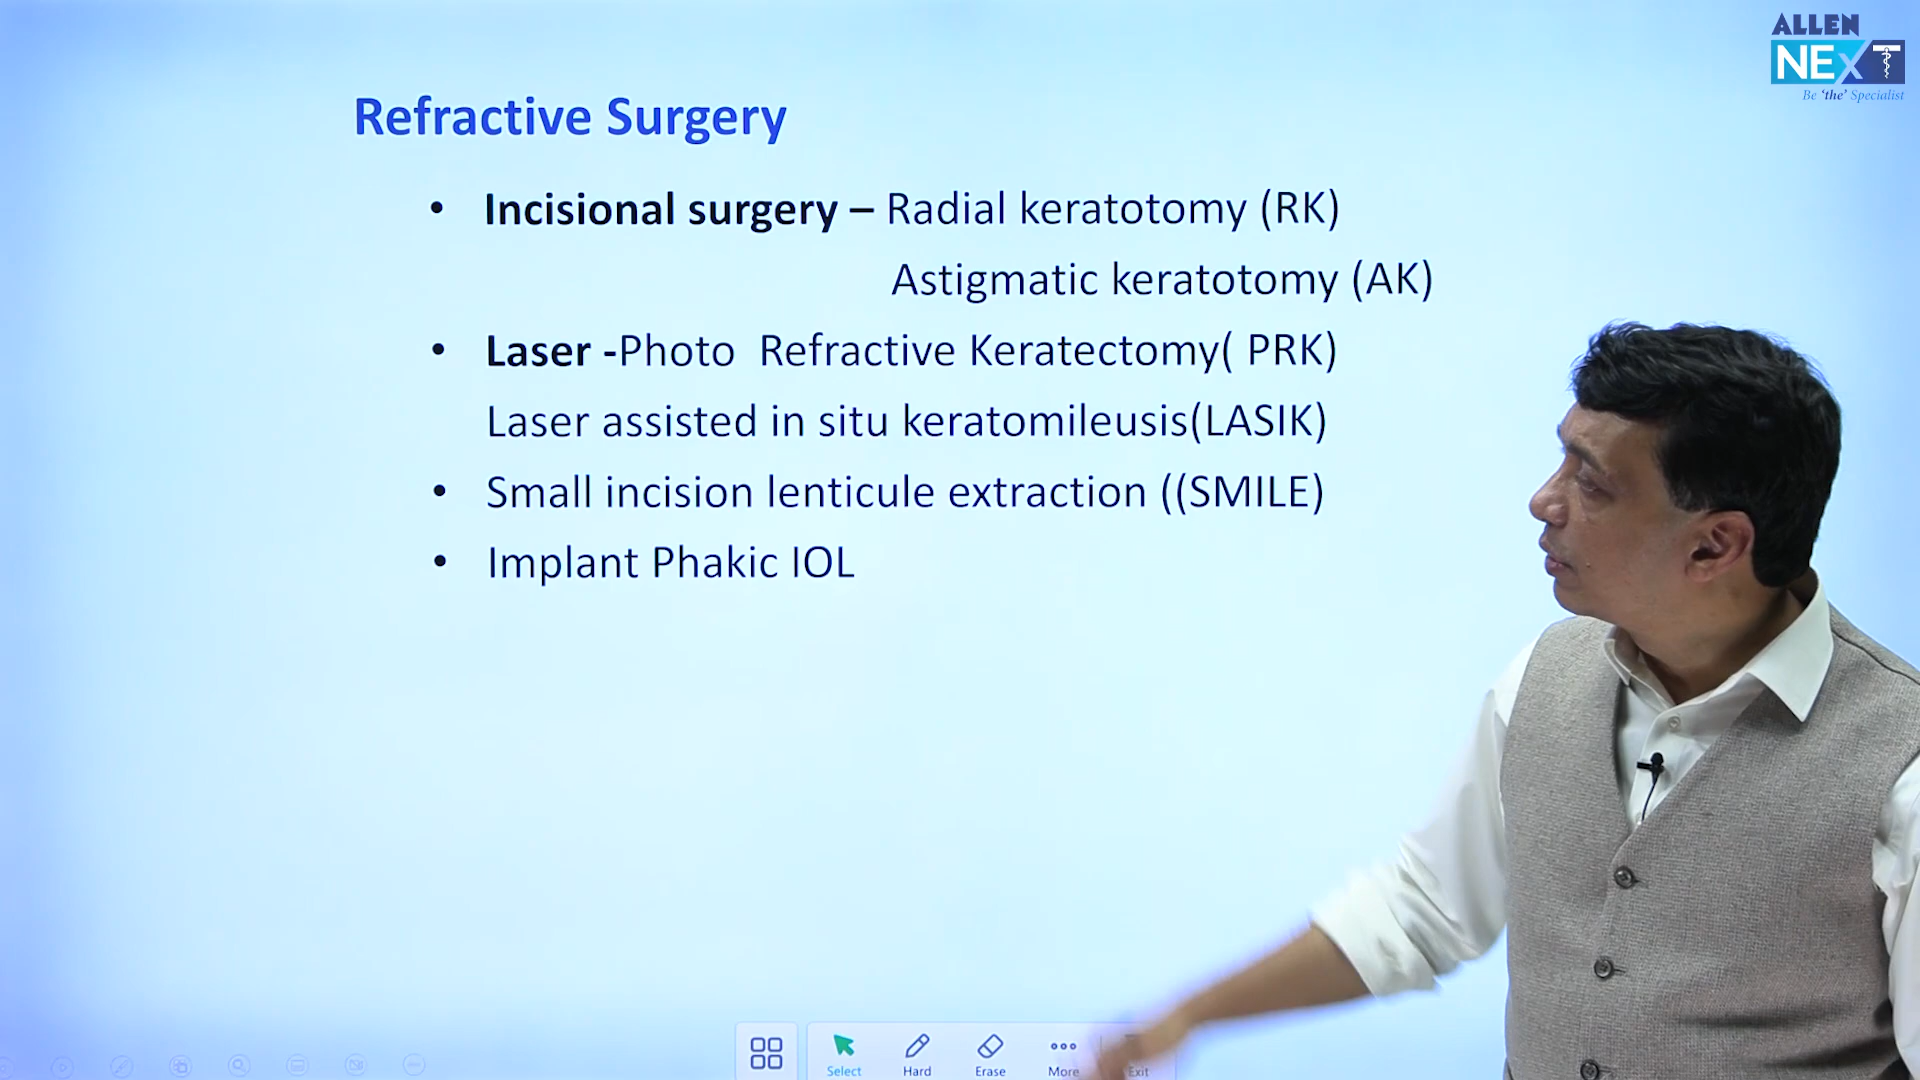 ALLEN
NExT
Be 'the' Specialist
Refractive Surgery
• Incisional surgery – Radial keratotomy (RK)
Astigmatic keratotomy (AK)
• Laser -Photo Refractive Keratectomy( PRK)
Laser assisted in situ keratomileusis(LASIK)
• Small incision lenticule extraction ((SMILE)
• Implant Phakic IOL
Select Hard Erase More Exit